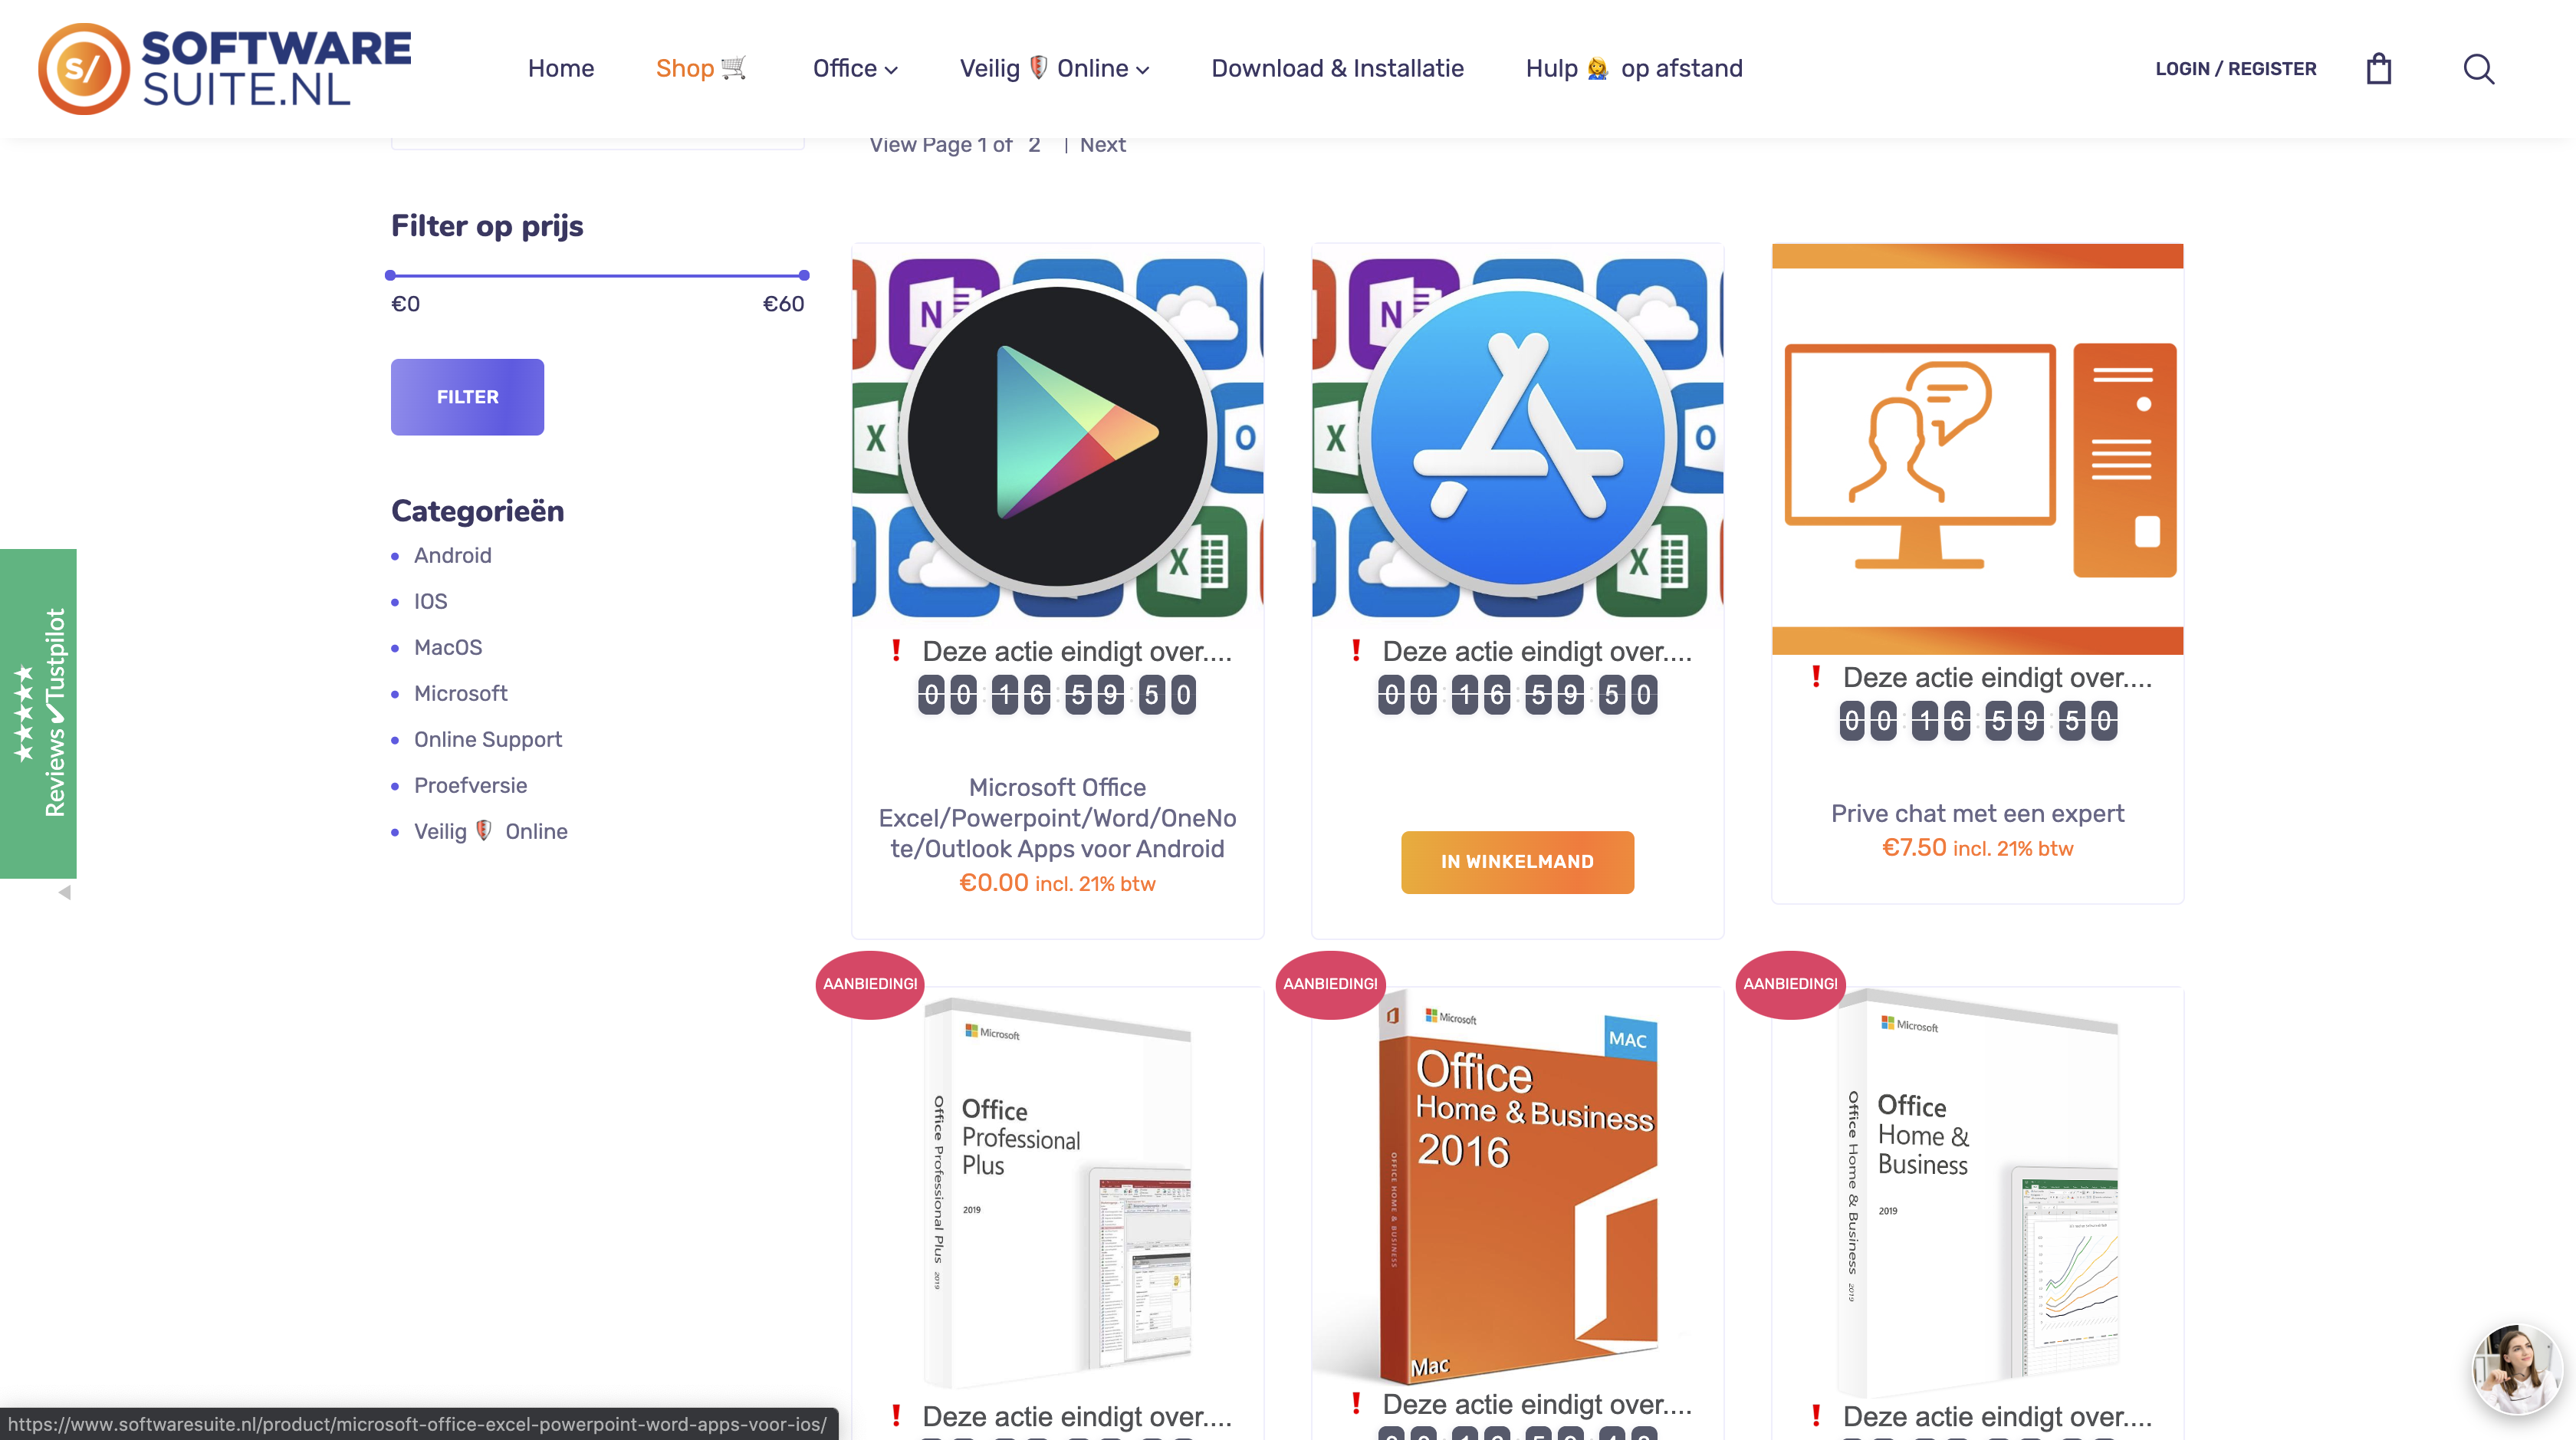 S/ SOFTWARE
SUITE.NL
Home
Shop
Office
Veilig Online
Download & Installatie
Hulp op afstand
LOGIN / REGISTER
View Page 1 of 2 | Next
Filter op prijs
€0 €60
FILTER
Categorieën
Android
IOS
MacOS
Microsoft
Online Support
Proefversie
Veilig Online
★★★★★
Reviews ✔Tustpilot
N
X
O
X
Deze actie eindigt over....
00:16:59:50
Microsoft Office
Excel/Powerpoint/Word/OneNo
te/Outlook Apps voor Android
€0.00 incl. 21% btw
N
X
O
X
Deze actie eindigt over....
00:16:59:50
IN WINKELMAND
Deze actie eindigt over....
00:16:59:50
Prive chat met een expert
€7.50 incl. 21% btw
AANBIEDING!
Microsoft
Office
Professional
Plus
2019
Office Professional Plus 2019
Deze actie eindigt over....
AANBIEDING!
Microsoft
MAC
Office
Home & Business
2016
OFFICE HOME & BUSINESS
Mac
Deze actie eindigt over....
AANBIEDING!
Microsoft
Office
Home &
Business
2019
Office Home & Business 2019
Deze actie eindigt over....
https://www.softwaresuite.nl/product/microsoft-office-excel-powerpoint-word-apps-voor-ios/